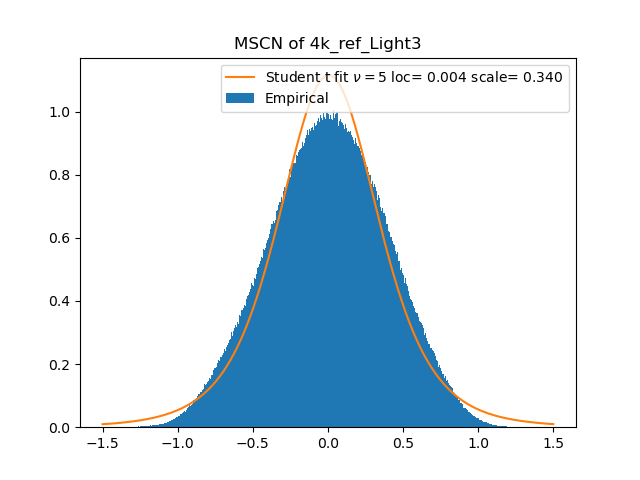 MSCN of 4k_ref_Light3
Student-t fit ν = 5 loc= 0.004 scale= 0.340
Empirical
1.0
0.8
0.6
0.4
0.2
0.0
−1.5 −1.0 −0.5 0.0 0.5 1.0 1.5